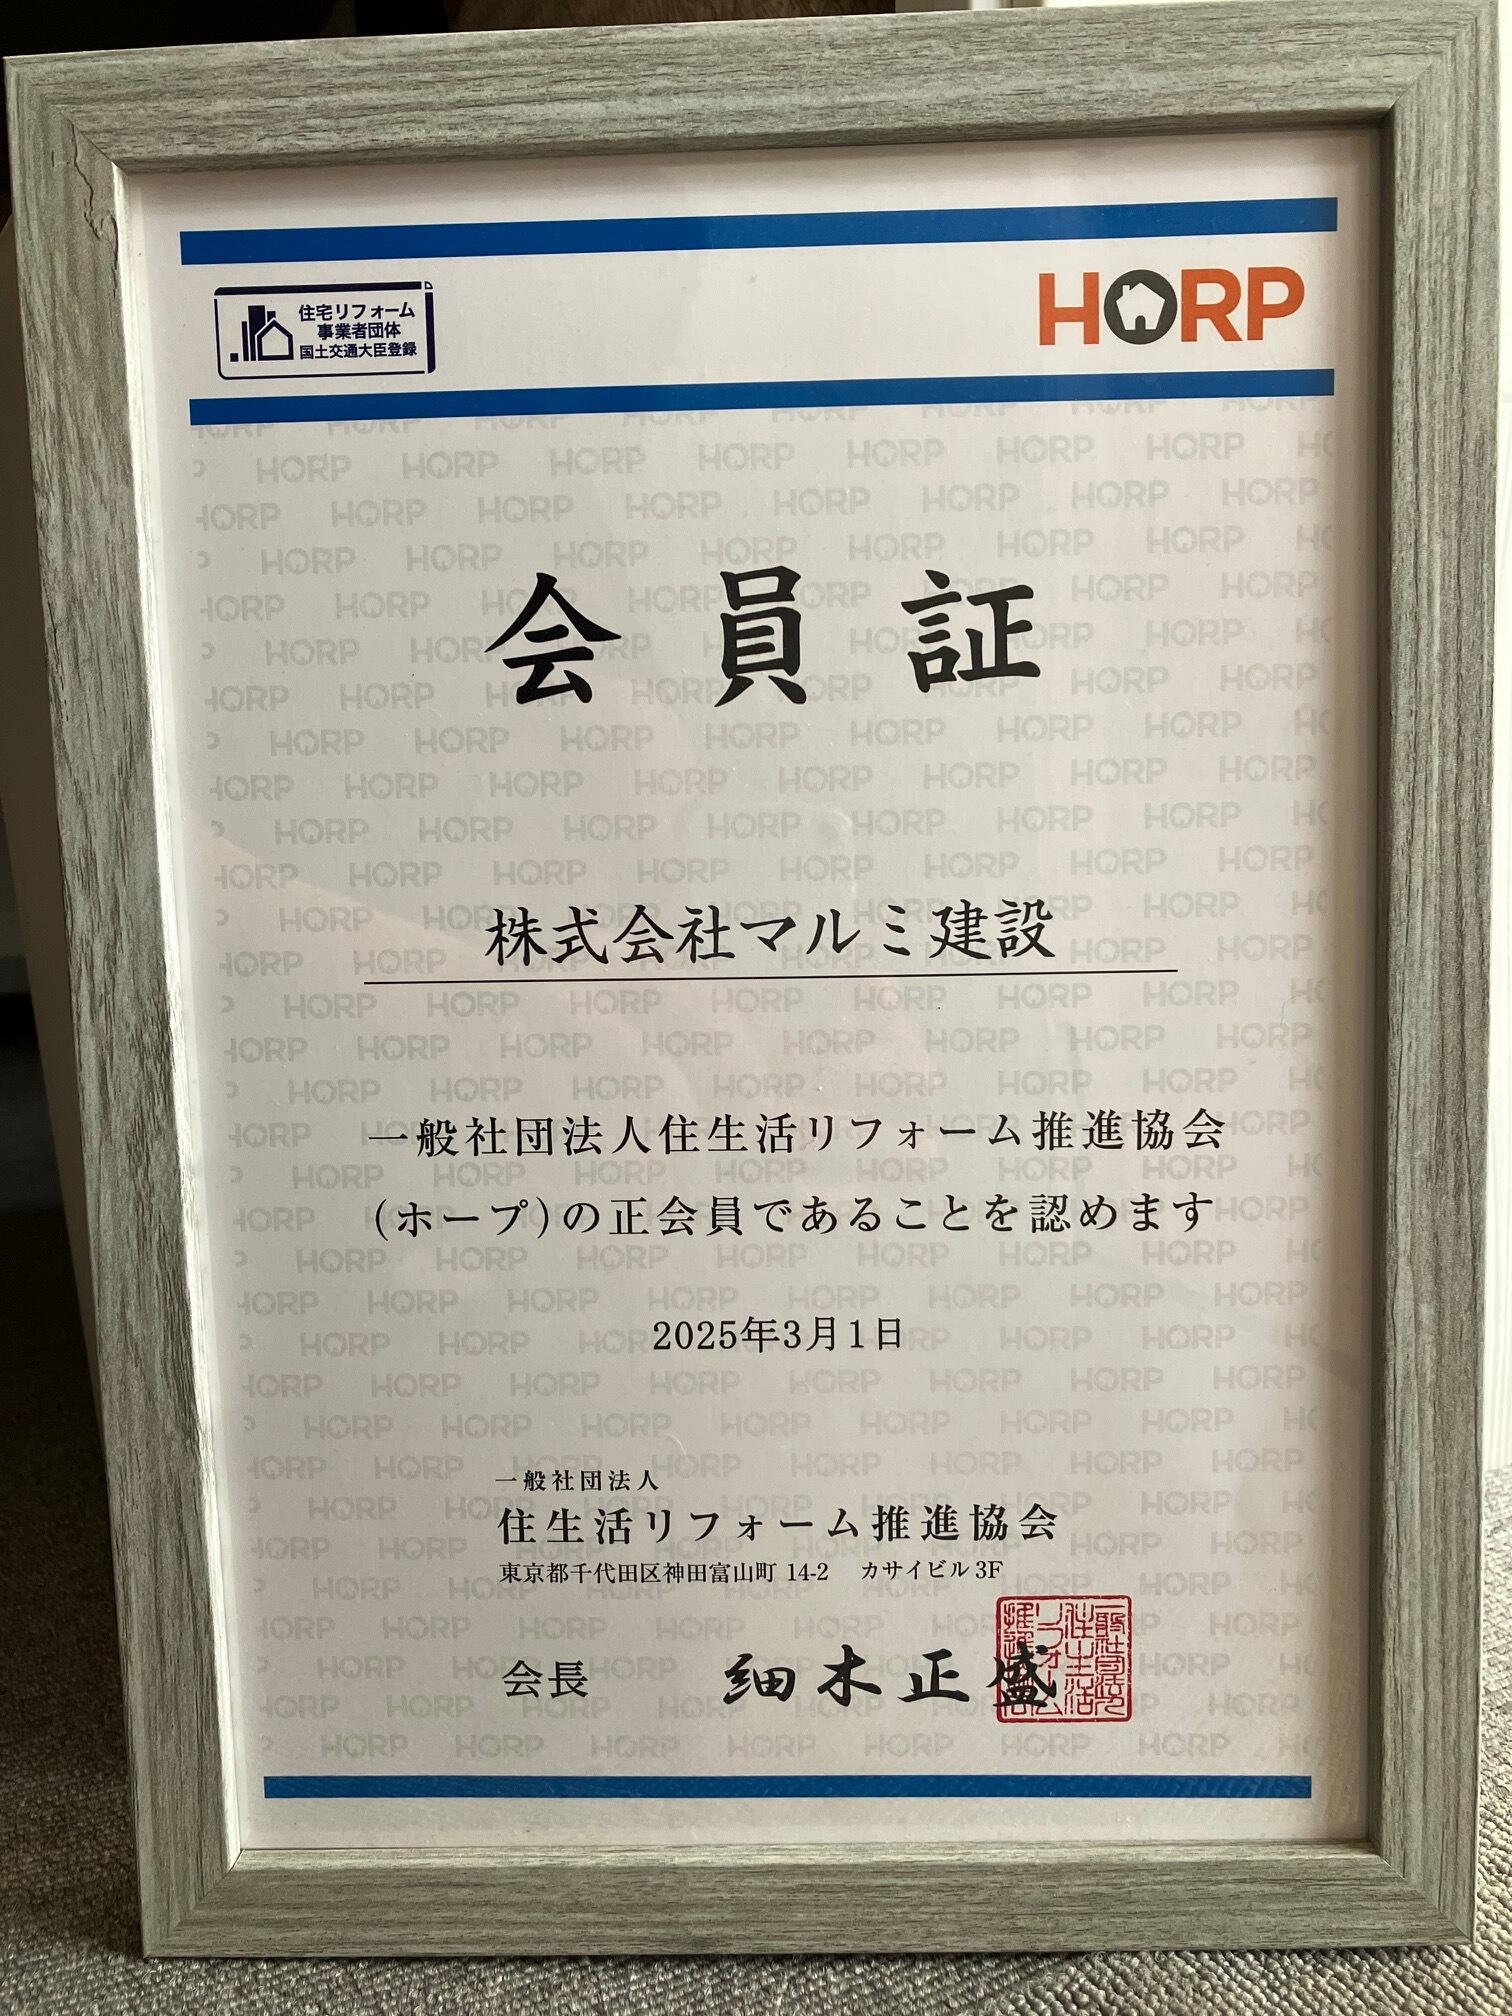 住宅リフォーム
事業者団体
国土交通大臣登録
HORP
会員証
株式会社マルミ建設
一般社団法人住生活リフォーム推進協会
(ホープ)の正会員であることを認めます
2025年3月1日
一般社団法人
住生活リフォーム推進協会
東京都千代田区神田富山町 14-2 カサイビル 3F
会長 細木正盛